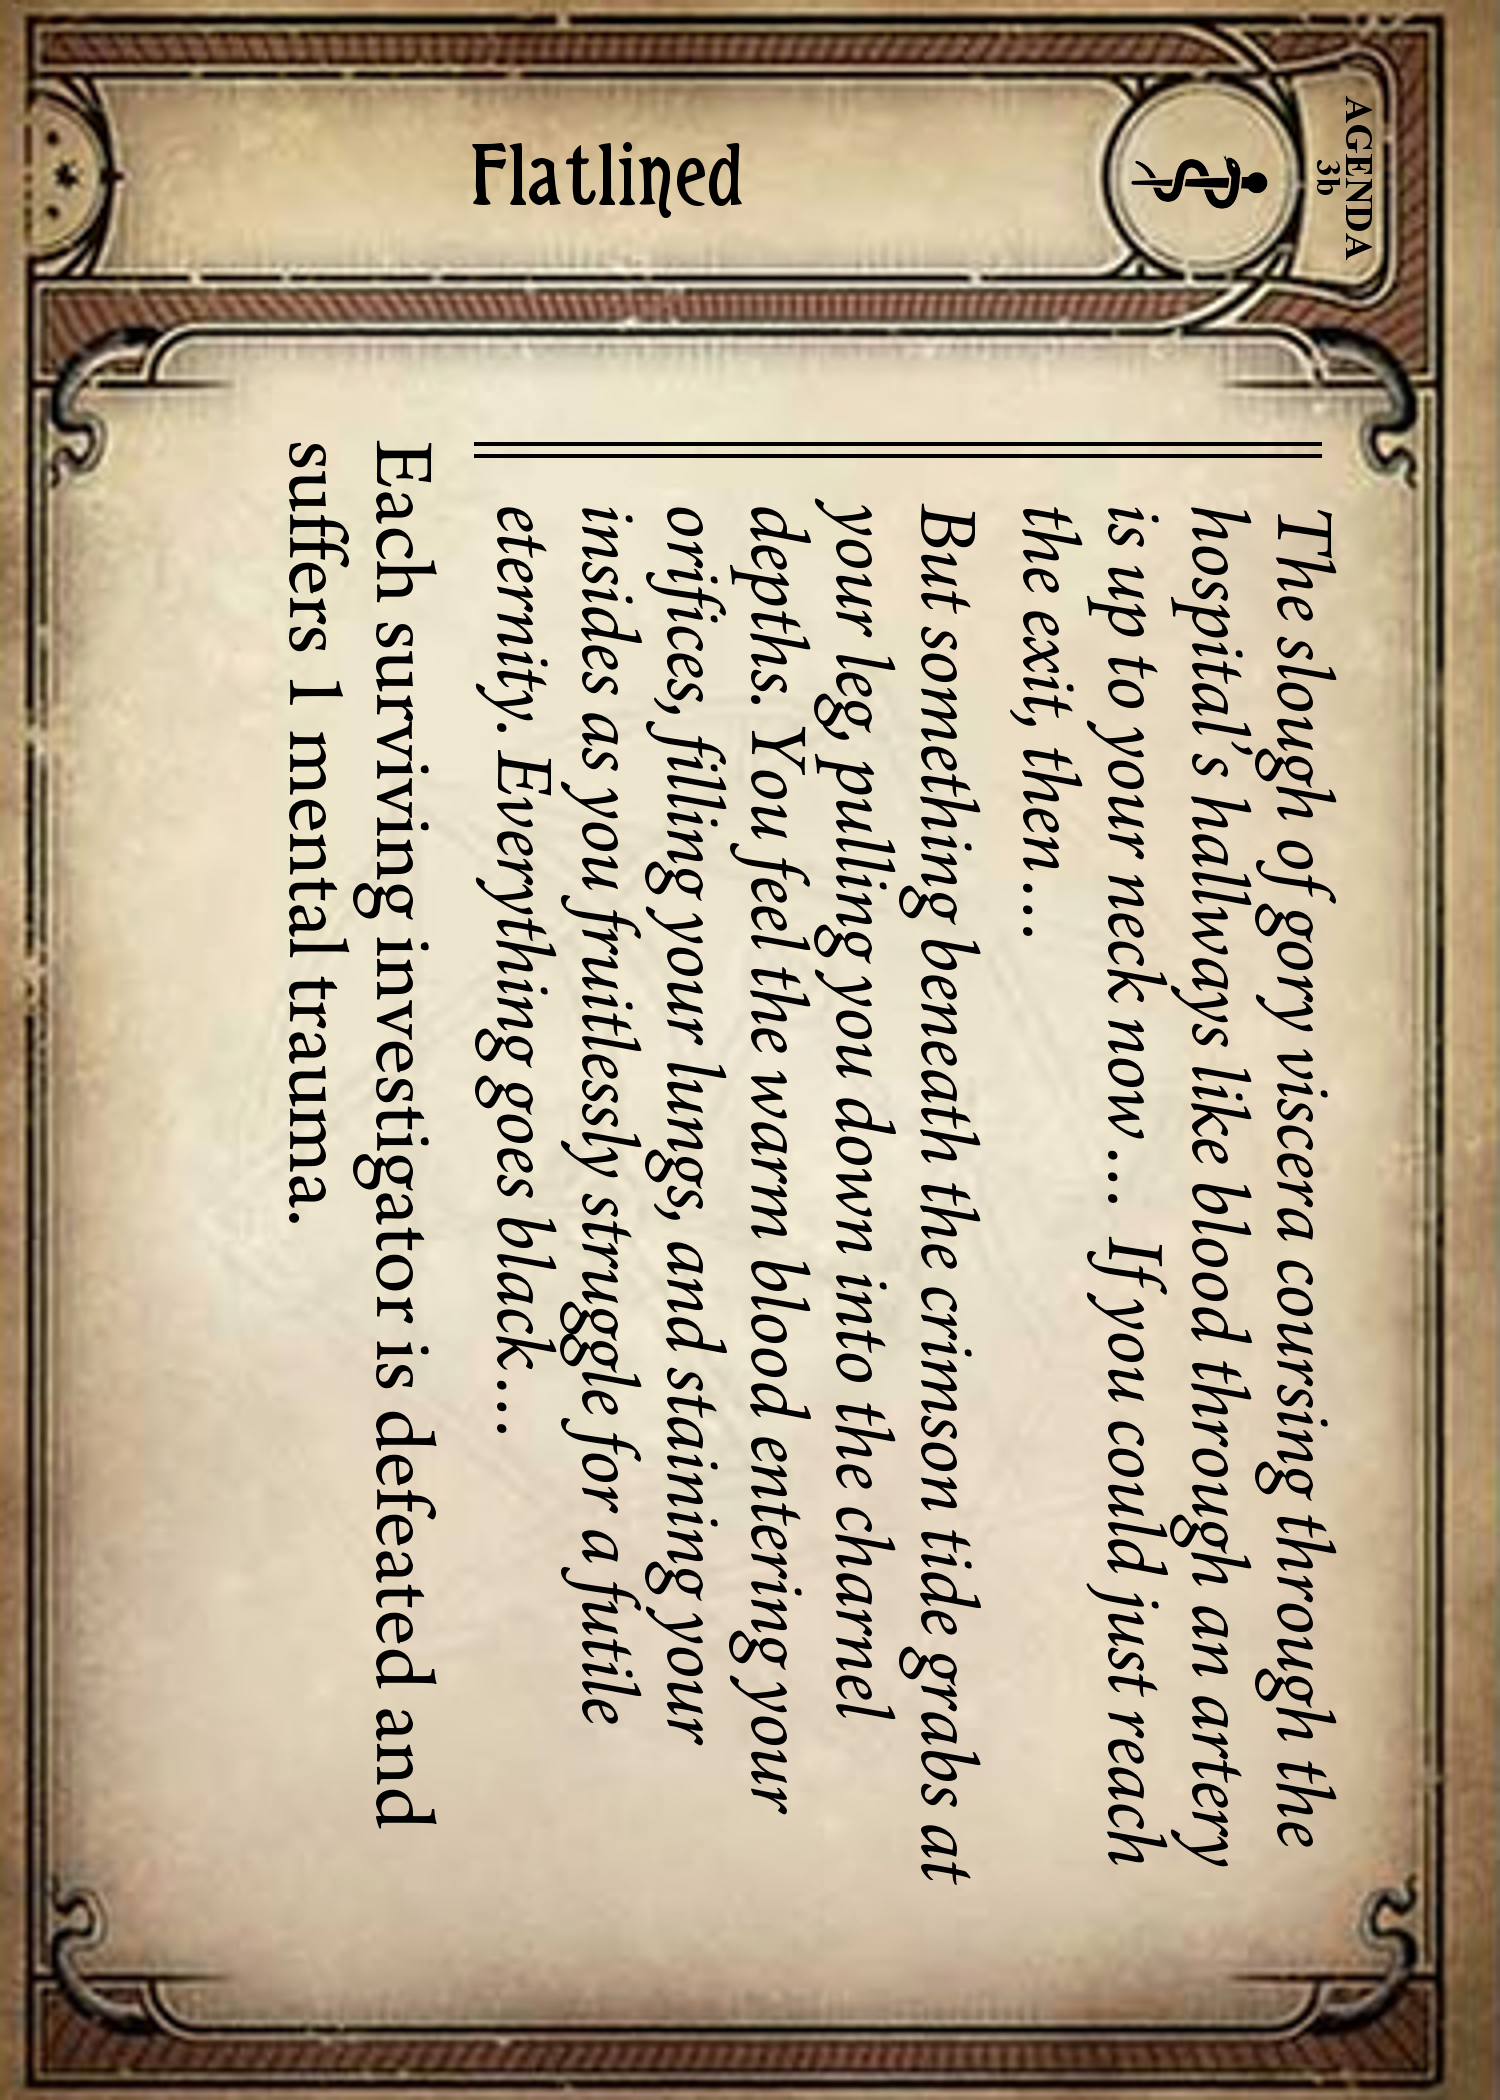 AGENDA
3b
Flatlined
The slough of gory viscera coursing through the
hospital's hallways like blood through an artery
is up to your neck now… If you could just reach
the exit, then…
But something beneath the crimson tide grabs at
your leg, pulling you down into the charnel
depths. You feel the warm blood entering your
orifices, filling your lungs, and staining your
insides as you fruitlessly struggle for a futile
eternity. Everything goes black…
Each surviving investigator is defeated and
suffers 1 mental trauma.